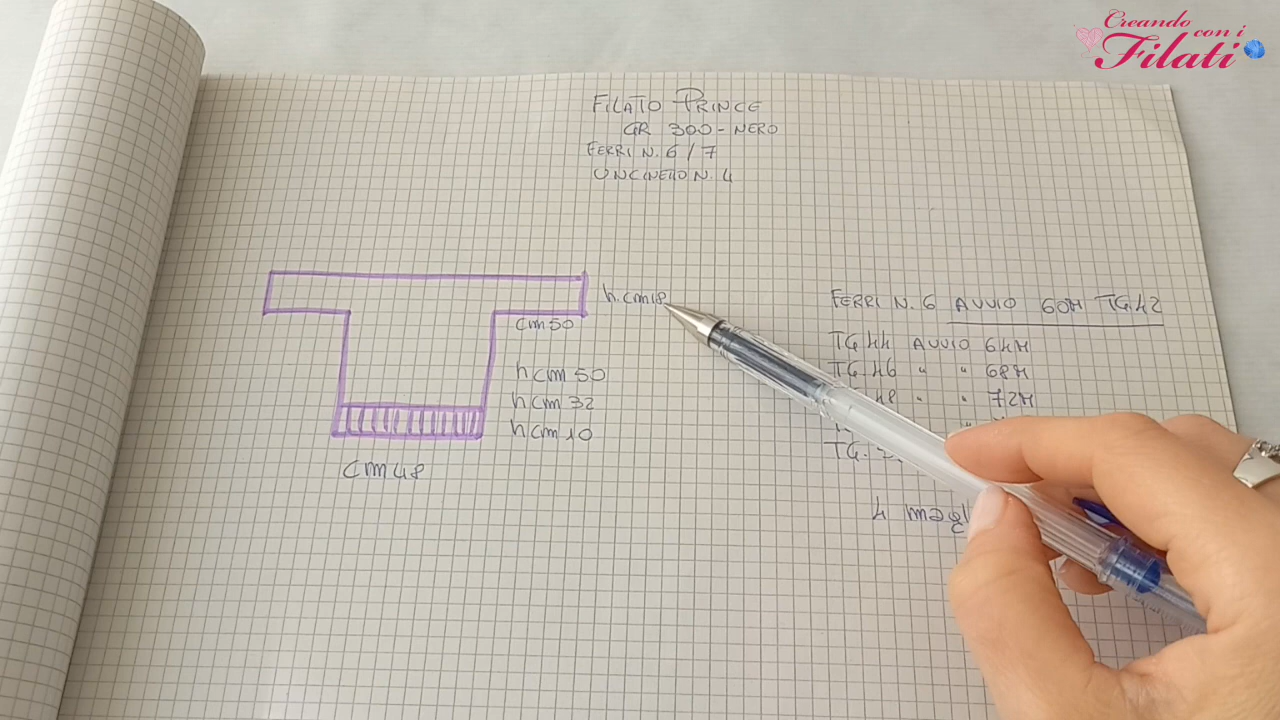 Creando
con i
Filati
FILATO PRINCE
GR 300 - NERO
FERRI N. 6/7
UNCINETTO N. 4
h. cm 18
cm 50
h cm 50
h cm 32
h cm 10
cm 48
FERRI N. 6 AVVIO 60M TG. 42
TG 44 AVVIO 64M
TG. 46 " " 68M
" " 72M
TG.
4